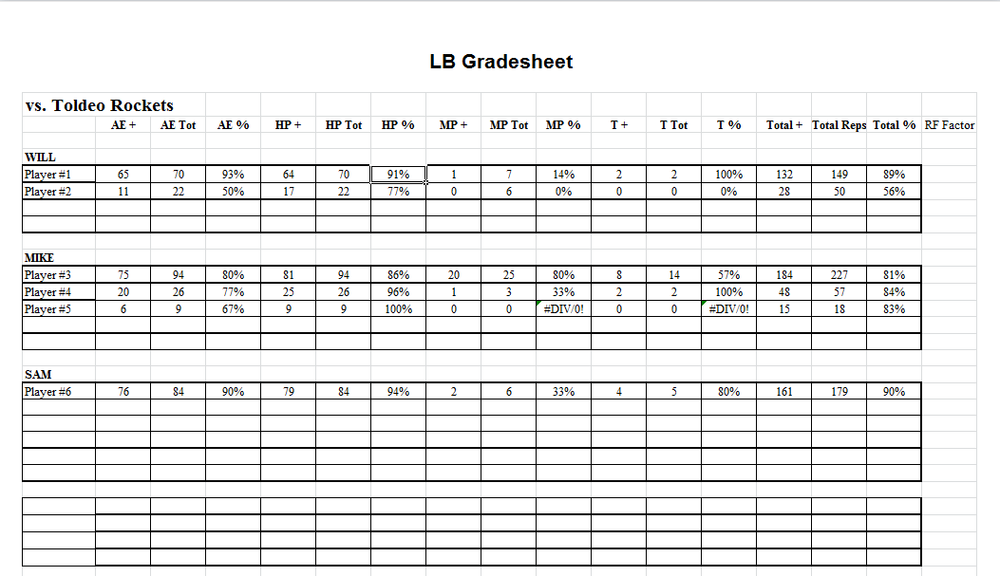 LB Gradesheet
vs. Toldeo Rockets
AE + AE Tot AE % HP + HP Tot HP % MP + MP Tot MP % T + T Tot T % Total + Total Reps Total % RF Factor
WILL
Player #1 65 70 93% 64 70 91% 1 7 14% 2 2 100% 132 149 89%
Player #2 11 22 50% 17 22 77% 0 6 0% 0 0 0% 28 50 56%
MIKE
Player #3 75 94 80% 81 94 86% 20 25 80% 8 14 57% 184 227 81%
Player #4 20 26 77% 25 26 96% 1 3 33% 2 2 100% 48 57 84%
Player #5 6 9 67% 9 9 100% 0 0 #DIV/0! 0 0 #DIV/0! 15 18 83%
SAM
Player #6 76 84 90% 79 84 94% 2 6 33% 4 5 80% 161 179 90%